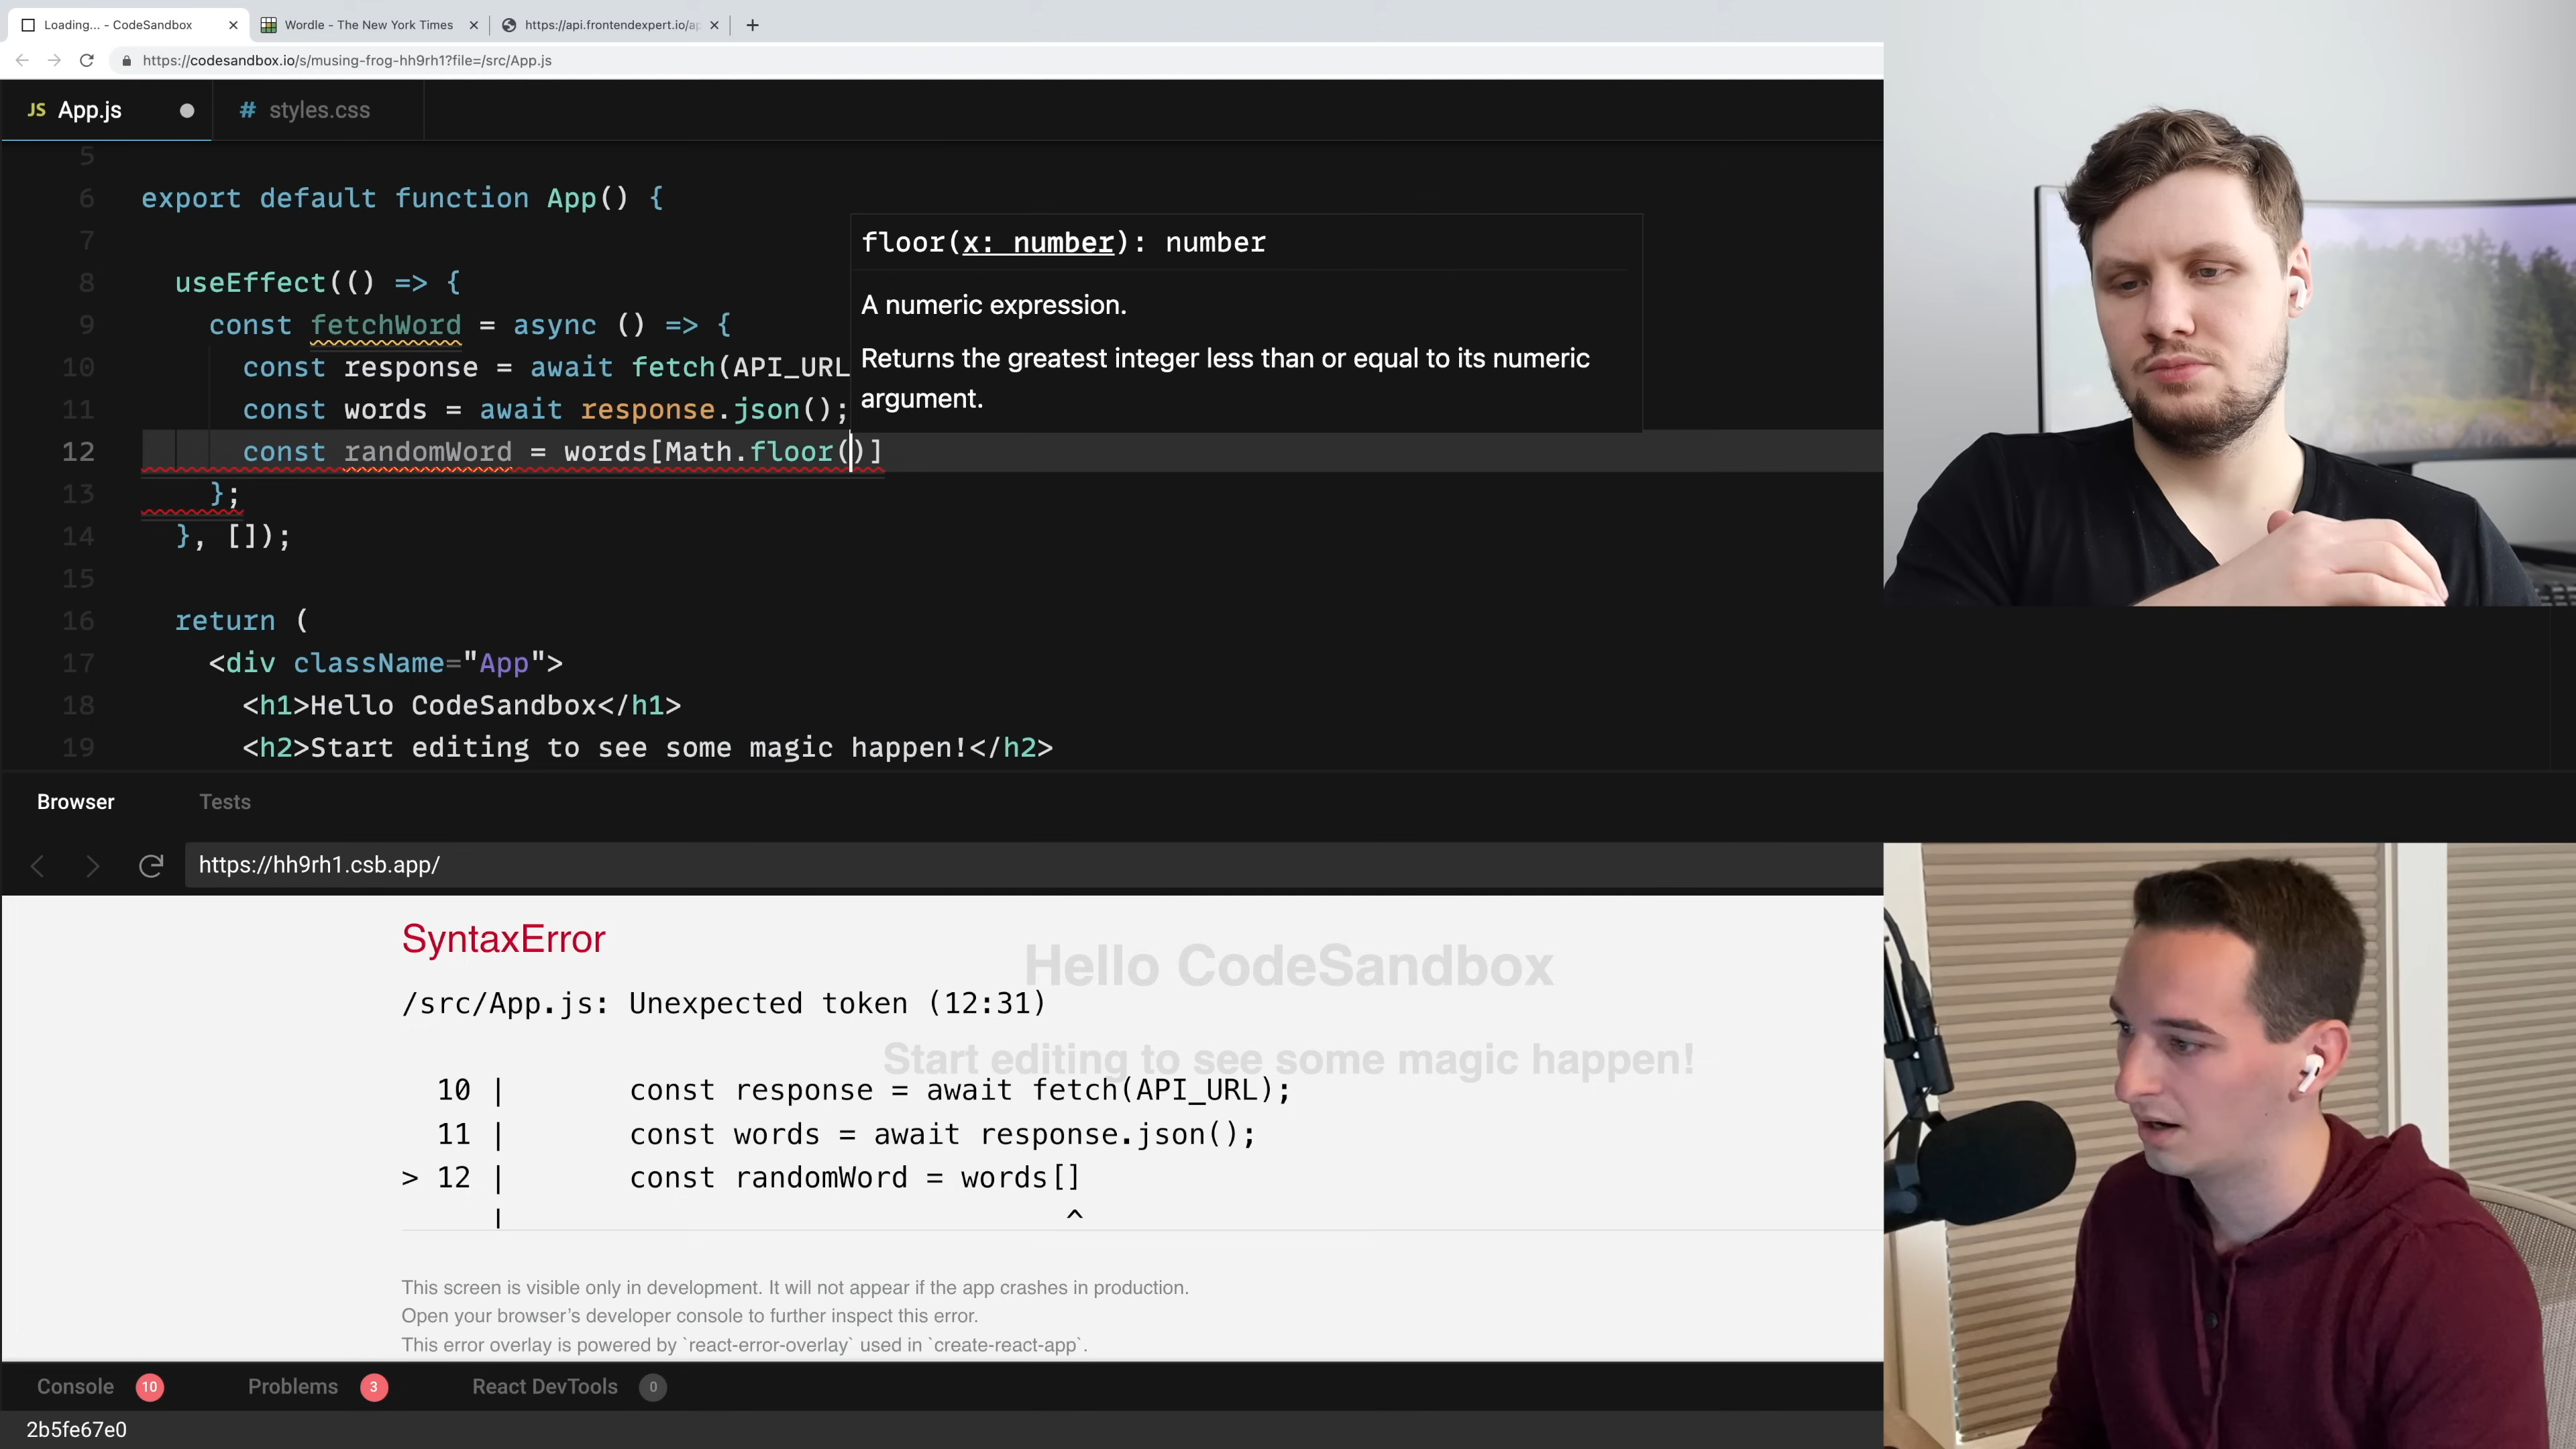 Loading... - CodeSandbox
Wordle - The New York Times
https://api.frontendexpert.io/ap
https://codesandbox.io/s/musing-frog-hh9rh1?file=/src/App.js
JS App.js
# styles.css
5
6 export default function App() {
7
8 useEffect(() => {
9 const fetchWord = async () => {
10 const response = await fetch(API_URL
11 const words = await response.json();
12 const randomWord = words[Math.floor()]
13 };
14 }, []);
15
16 return (
17 <div className="App">
18 <h1>Hello CodeSandbox</h1>
19 <h2>Start editing to see some magic happen!</h2>
floor(x: number): number
A numeric expression.
Returns the greatest integer less than or equal to its numeric
argument.
Browser Tests
https://hh9rh1.csb.app/
SyntaxError
Hello CodeSandbox
/src/App.js: Unexpected token (12:31)
Start editing to see some magic happen!
10 | const response = await fetch(API_URL);
11 | const words = await response.json();
> 12 | const randomWord = words[]
| ^
This screen is visible only in development. It will not appear if the app crashes in production.
Open your browser’s developer console to further inspect this error.
This error overlay is powered by `react-error-overlay` used in `create-react-app`.
Console 10 Problems 3 React DevTools 0
2b5fe67e0